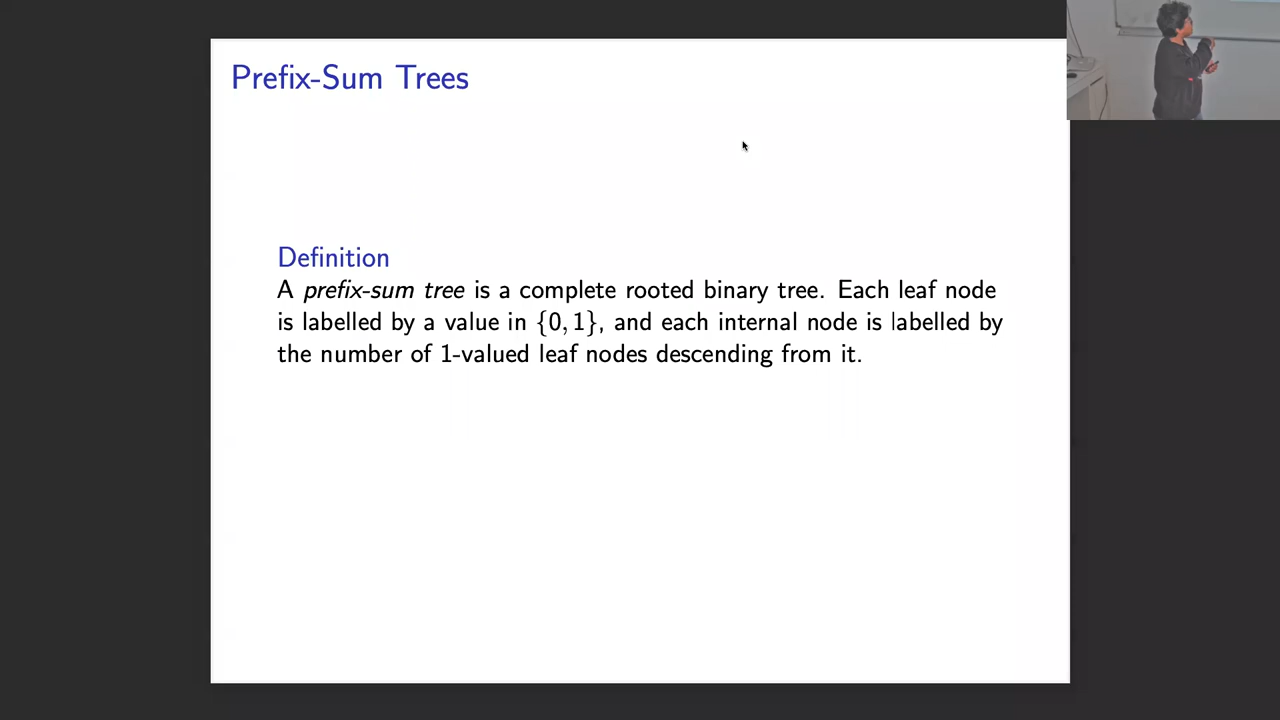 Prefix-Sum Trees
Definition
A prefix-sum tree is a complete rooted binary tree. Each leaf node
is labelled by a value in {0, 1}, and each internal node is labelled by
the number of 1-valued leaf nodes descending from it.